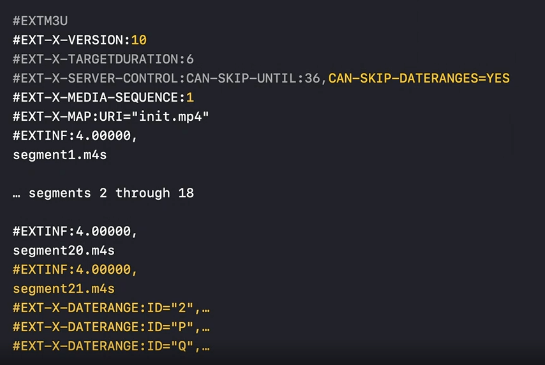 #EXTM3U
#EXT-X-VERSION:10
#EXT-X-TARGETDURATION:6
#EXT-X-SERVER-CONTROL:CAN-SKIP-UNTIL:36,CAN-SKIP-DATERANGES=YES
#EXT-X-MEDIA-SEQUENCE:1
#EXT-X-MAP:URI="init.mp4"
#EXTINF:4.00000,
segment1.m4s
… segments 2 through 18
#EXTINF:4.00000,
segment20.m4s
#EXTINF:4.00000,
segment21.m4s
#EXT-X-DATERANGE:ID="2",…
#EXT-X-DATERANGE:ID="P",…
#EXT-X-DATERANGE:ID="Q",…